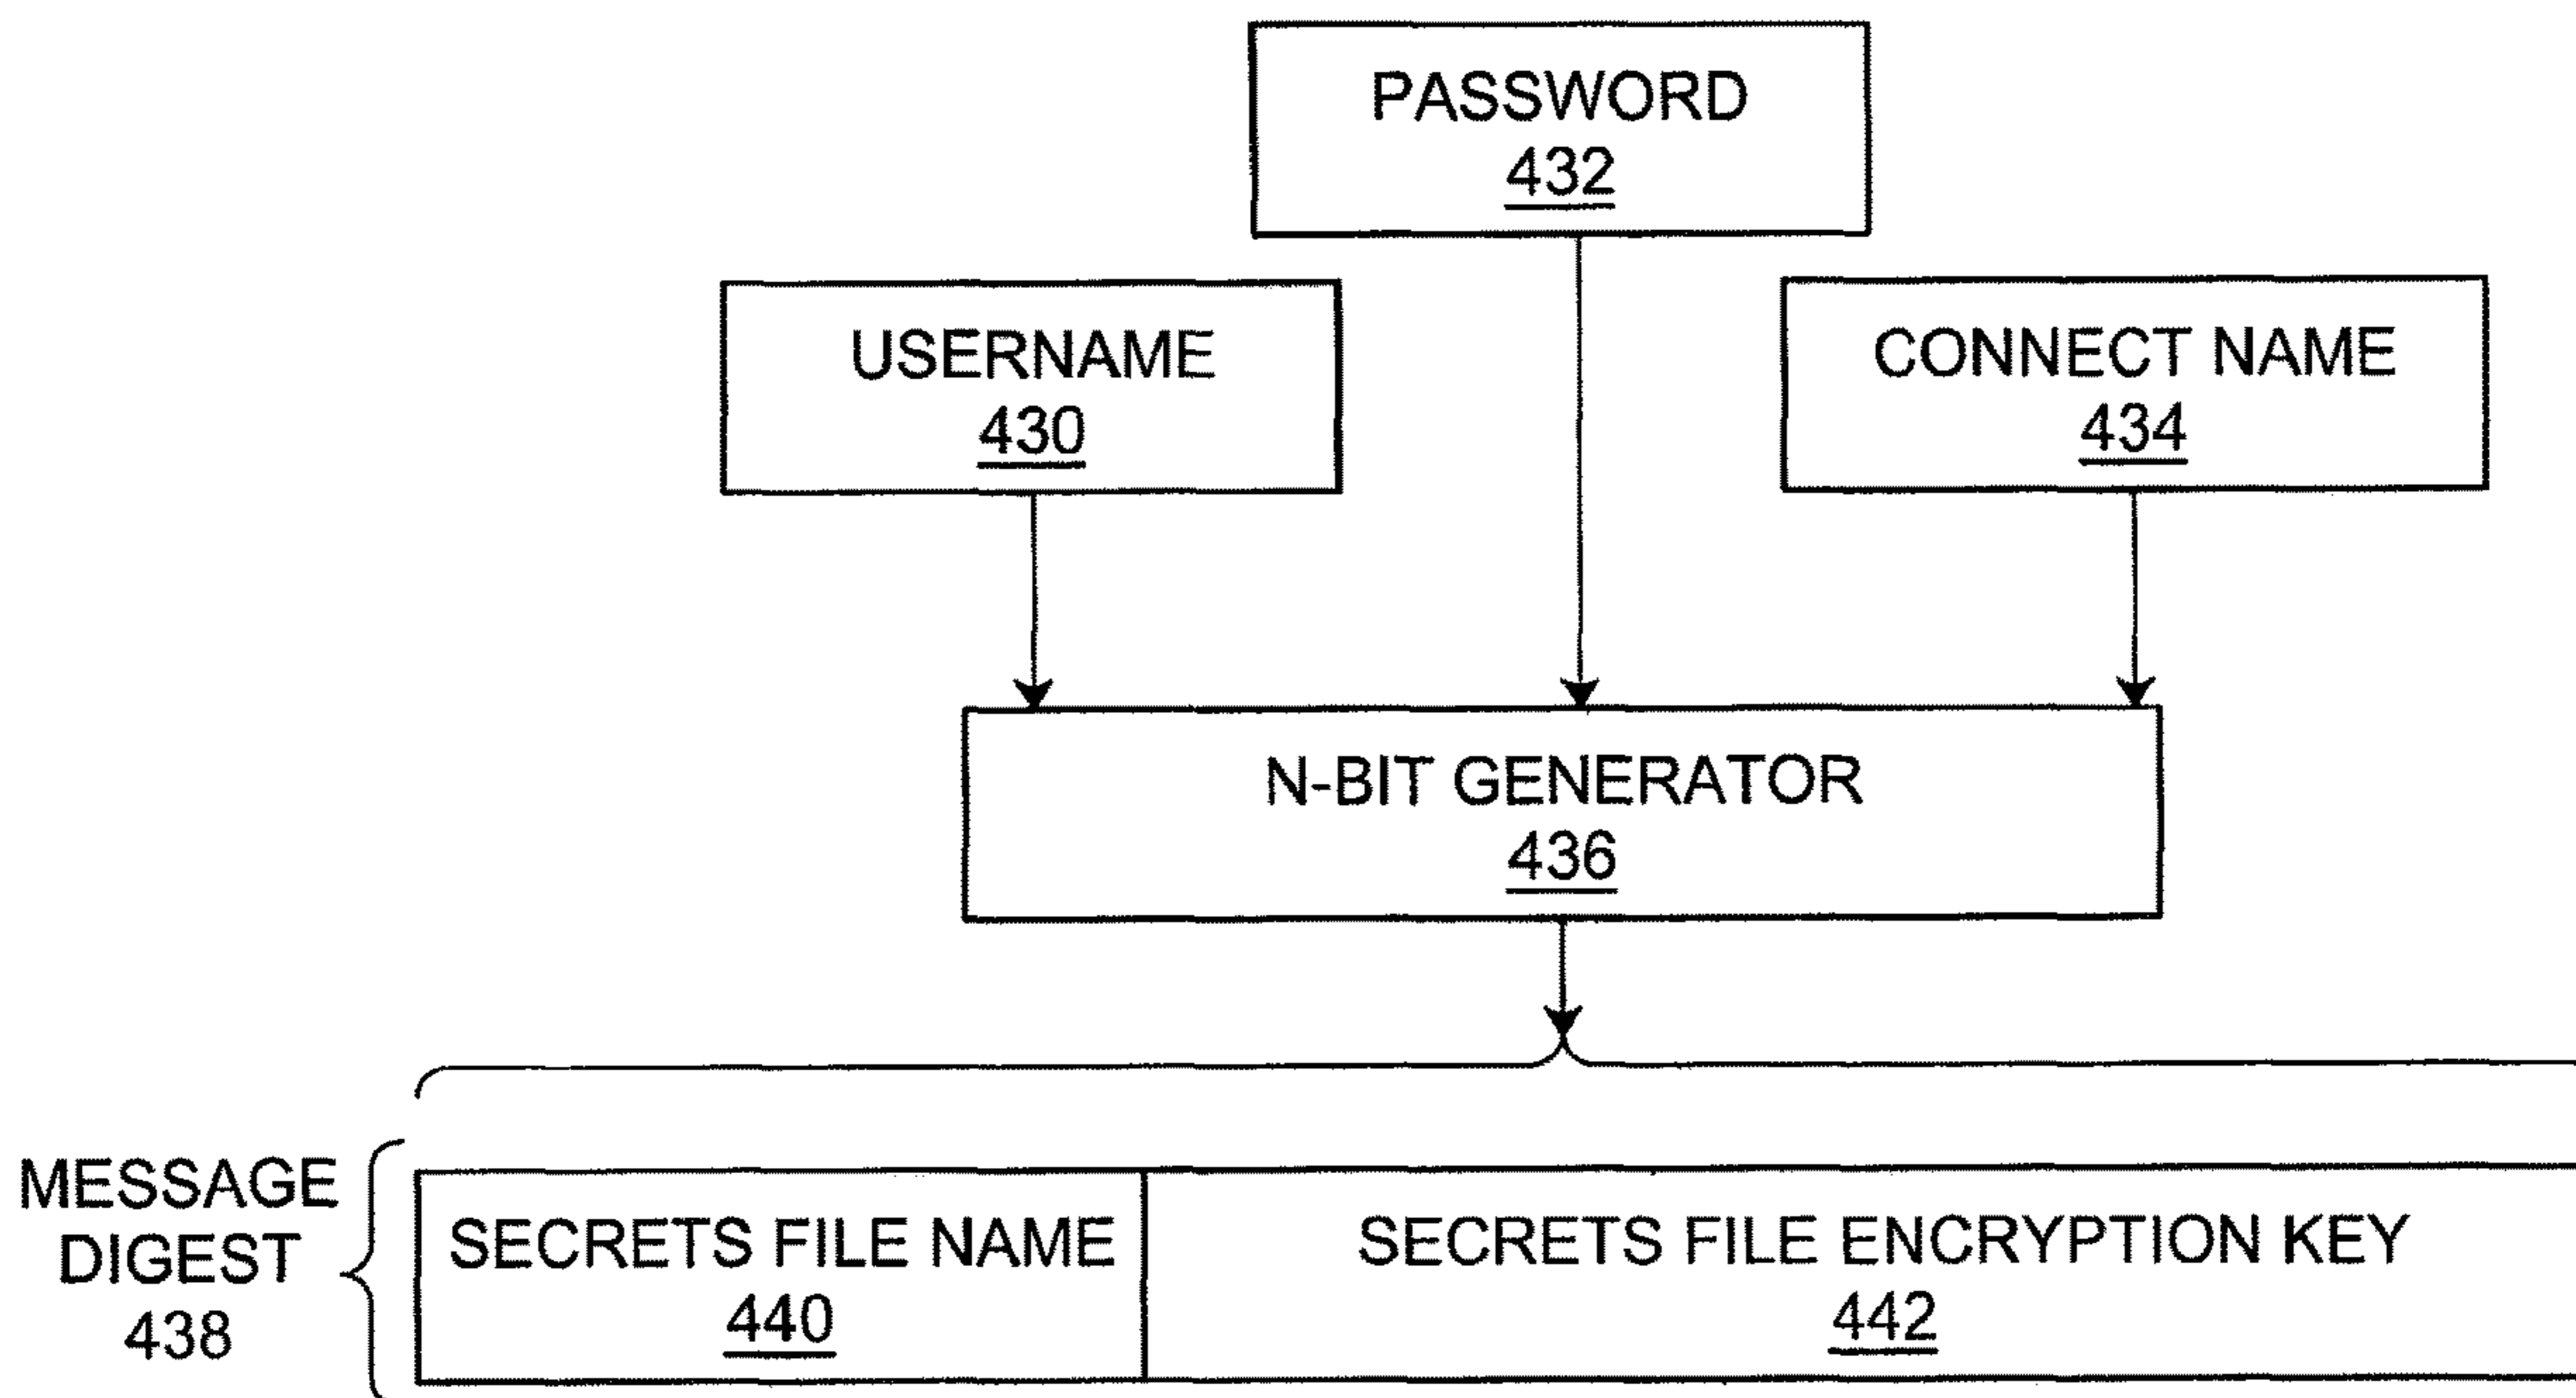 PASSWORD
432
USERNAME
430
CONNECT NAME
434
N-BIT GENERATOR
436
MESSAGE
DIGEST
438
SECRETS FILE NAME
440
SECRETS FILE ENCRYPTION KEY
442